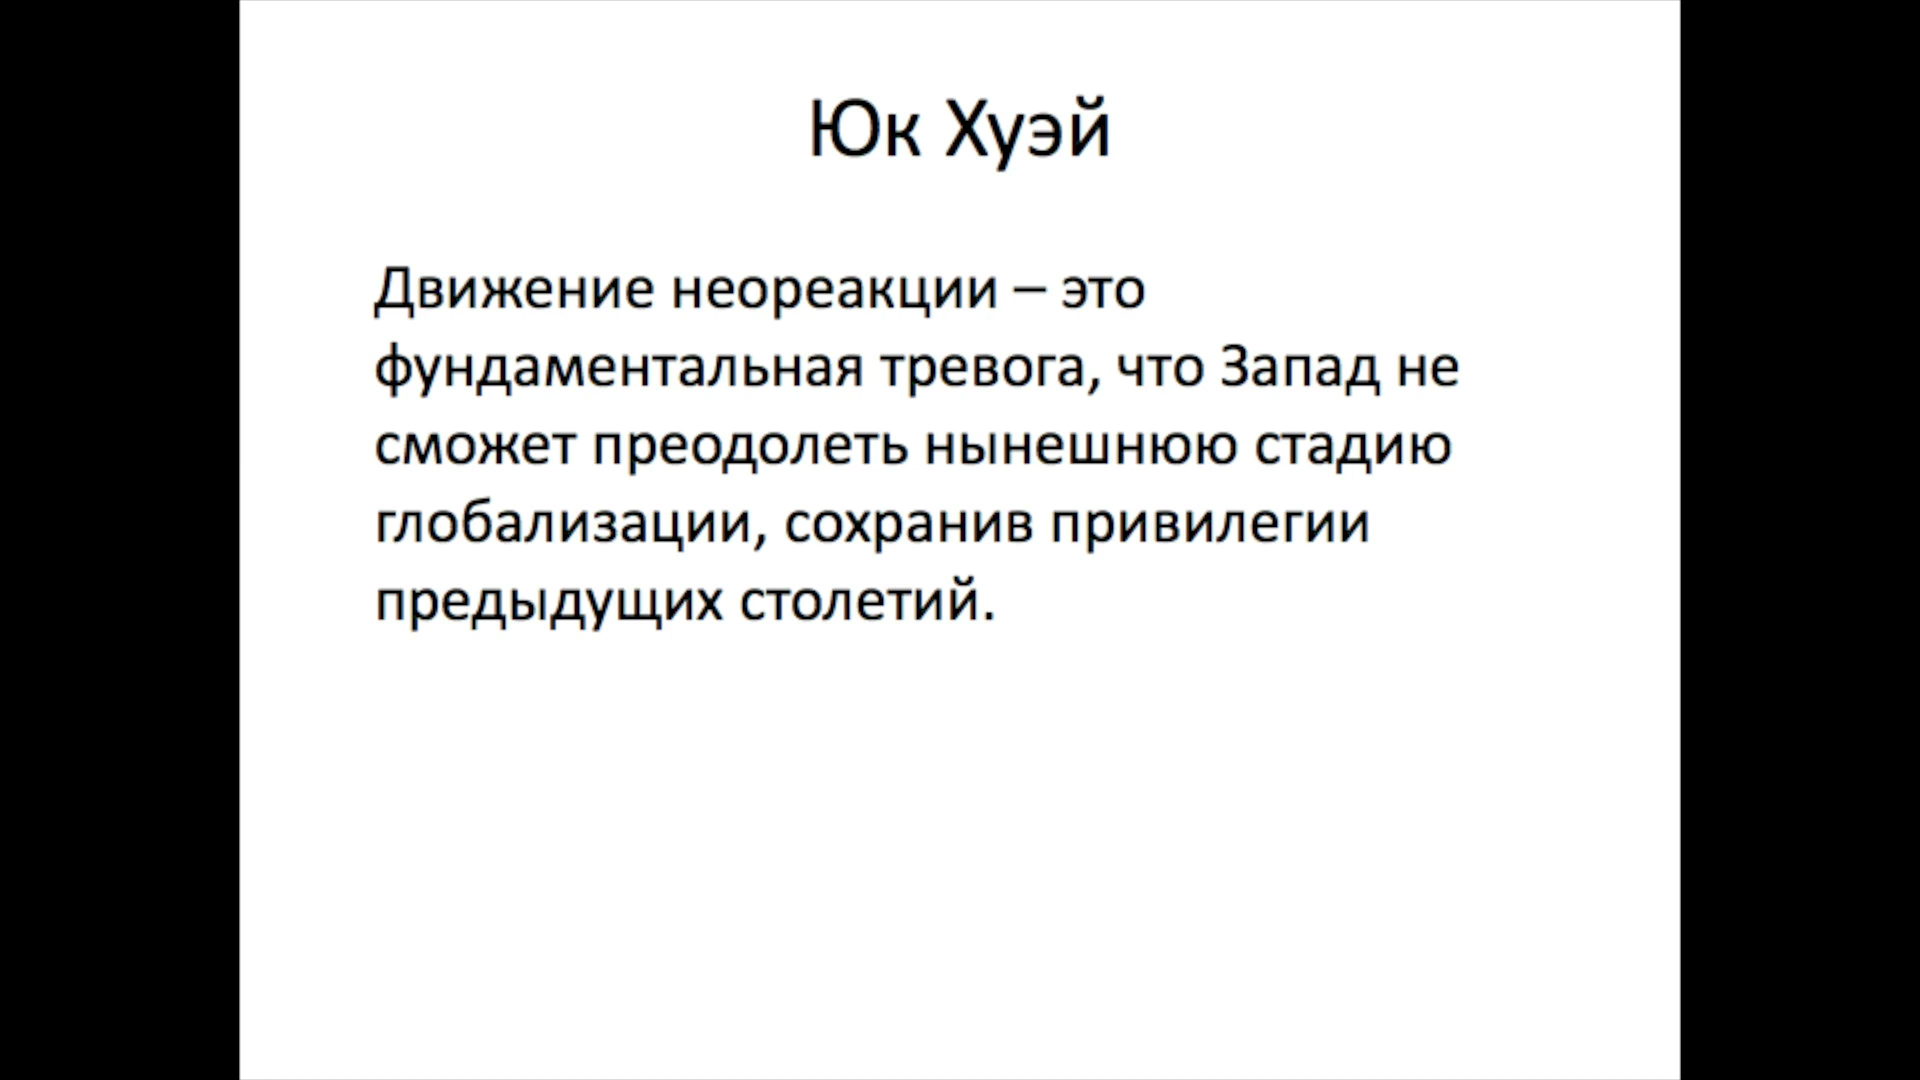 Юк Хуэй
Движение неореакции – это
фундаментальная тревога, что Запад не
сможет преодолеть нынешнюю стадию
глобализации, сохранив привилегии
предыдущих столетий.